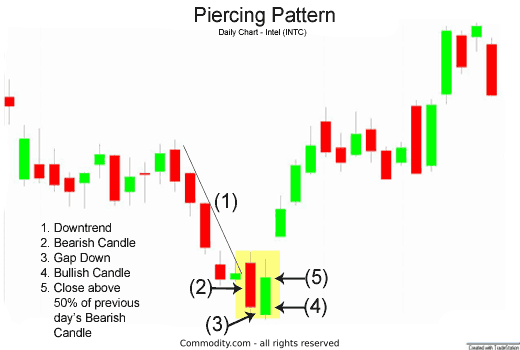 Piercing Pattern
Daily Chart - Intel (INTC)
(1)
1. Downtrend
2. Bearish Candle
3. Gap Down
4. Bullish Candle
5. Close above
50% of previous
day's Bearish
Candle
(2)
(5)
(3)
(4)
Commodity.com - all rights reserved
Created with TradeStation